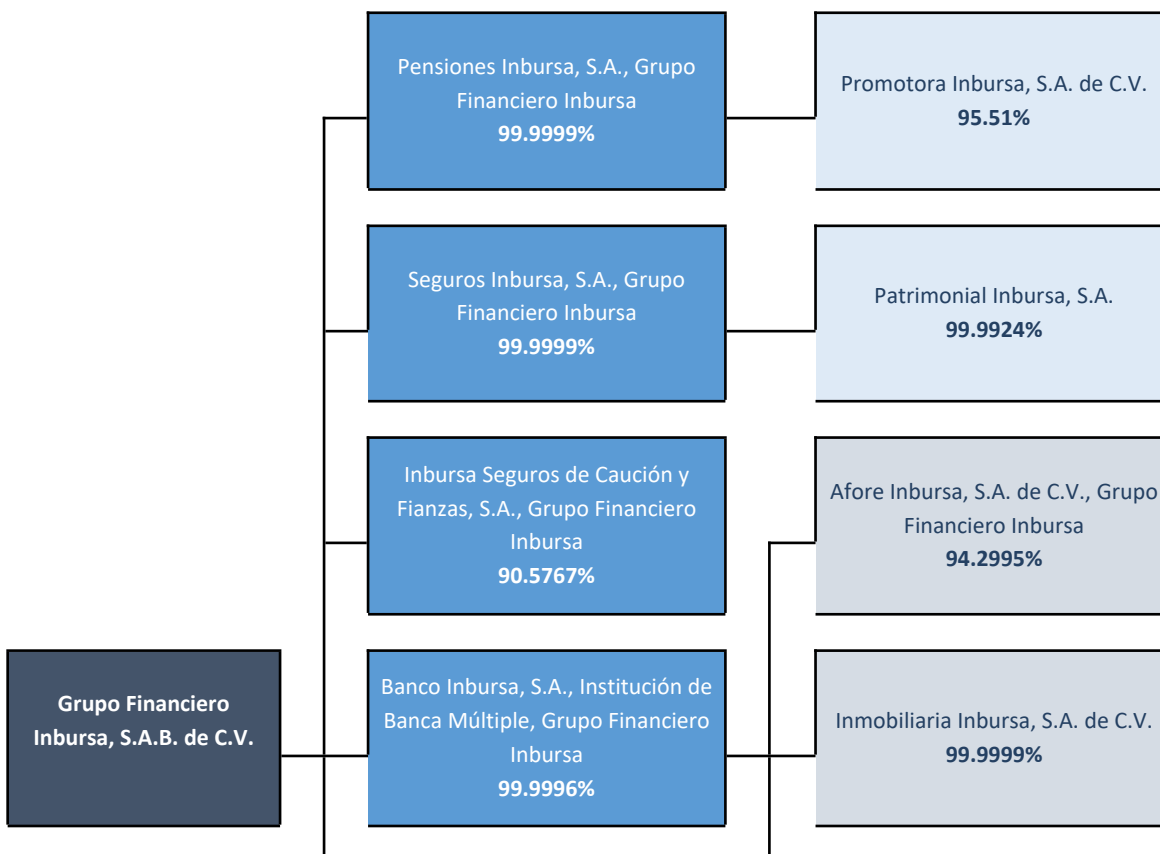 Pensiones Inbursa, S.A., Grupo
Financiero Inbursa
99.9999%
Promotora Inbursa, S.A. de C.V.
95.51%
Seguros Inbursa, S.A., Grupo
Financiero Inbursa
99.9999%
Patrimonial Inbursa, S.A.
99.9924%
Inbursa Seguros de Caución y
Fianzas, S.A., Grupo Financiero
Inbursa
90.5767%
Afore Inbursa, S.A. de C.V., Grupo
Financiero Inbursa
94.2995%
Grupo Financiero
Inbursa, S.A.B. de C.V.
Banco Inbursa, S.A., Institución de
Banca Múltiple, Grupo Financiero
Inbursa
99.9996%
Inmobiliaria Inbursa, S.A. de C.V.
99.9999%